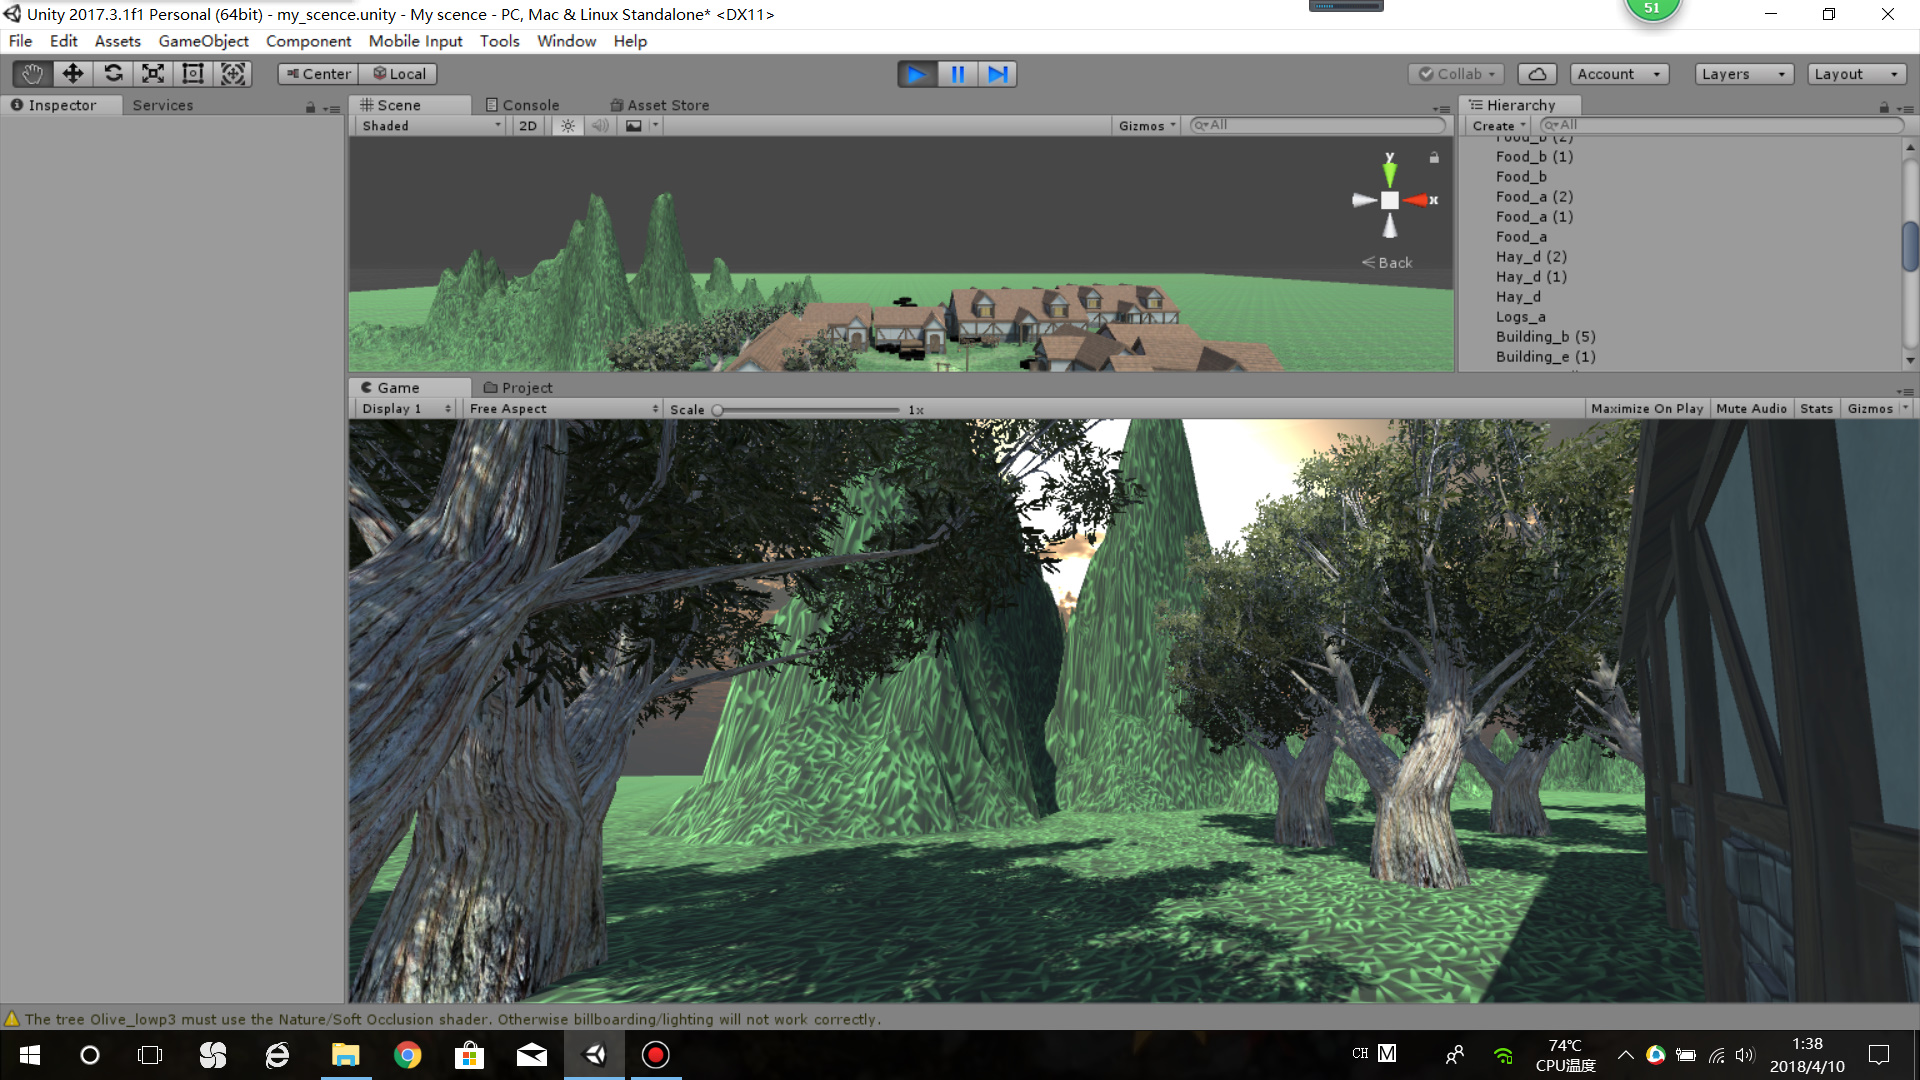 Unity 2017.3.1f1 Personal (64bit) - my_scence.unity - My scence - PC, Mac & Linux Standalone* <DX11>
51
File Edit Assets GameObject Component Mobile Input Tools Window Help
Center Local
Collab Account Layers Layout
Inspector Services
Scene Console Asset Store
Hierarchy
Shaded 2D Gizmos All
Create All
Food_b (2)
Food_b (1)
Food_b
Food_a (2)
Food_a (1)
Food_a
Hay_d (2)
Hay_d (1)
Hay_d
Logs_a
Building_b (5)
Building_e (1)
y
x
Back
Game Project
Display 1 Free Aspect Scale 1x Maximize On Play Mute Audio Stats Gizmos
The tree Olive_lowp3 must use the Nature/Soft Occlusion shader. Otherwise billboarding/lighting will not work correctly.
CH M
74℃
CPU温度
1:38
2018/4/10